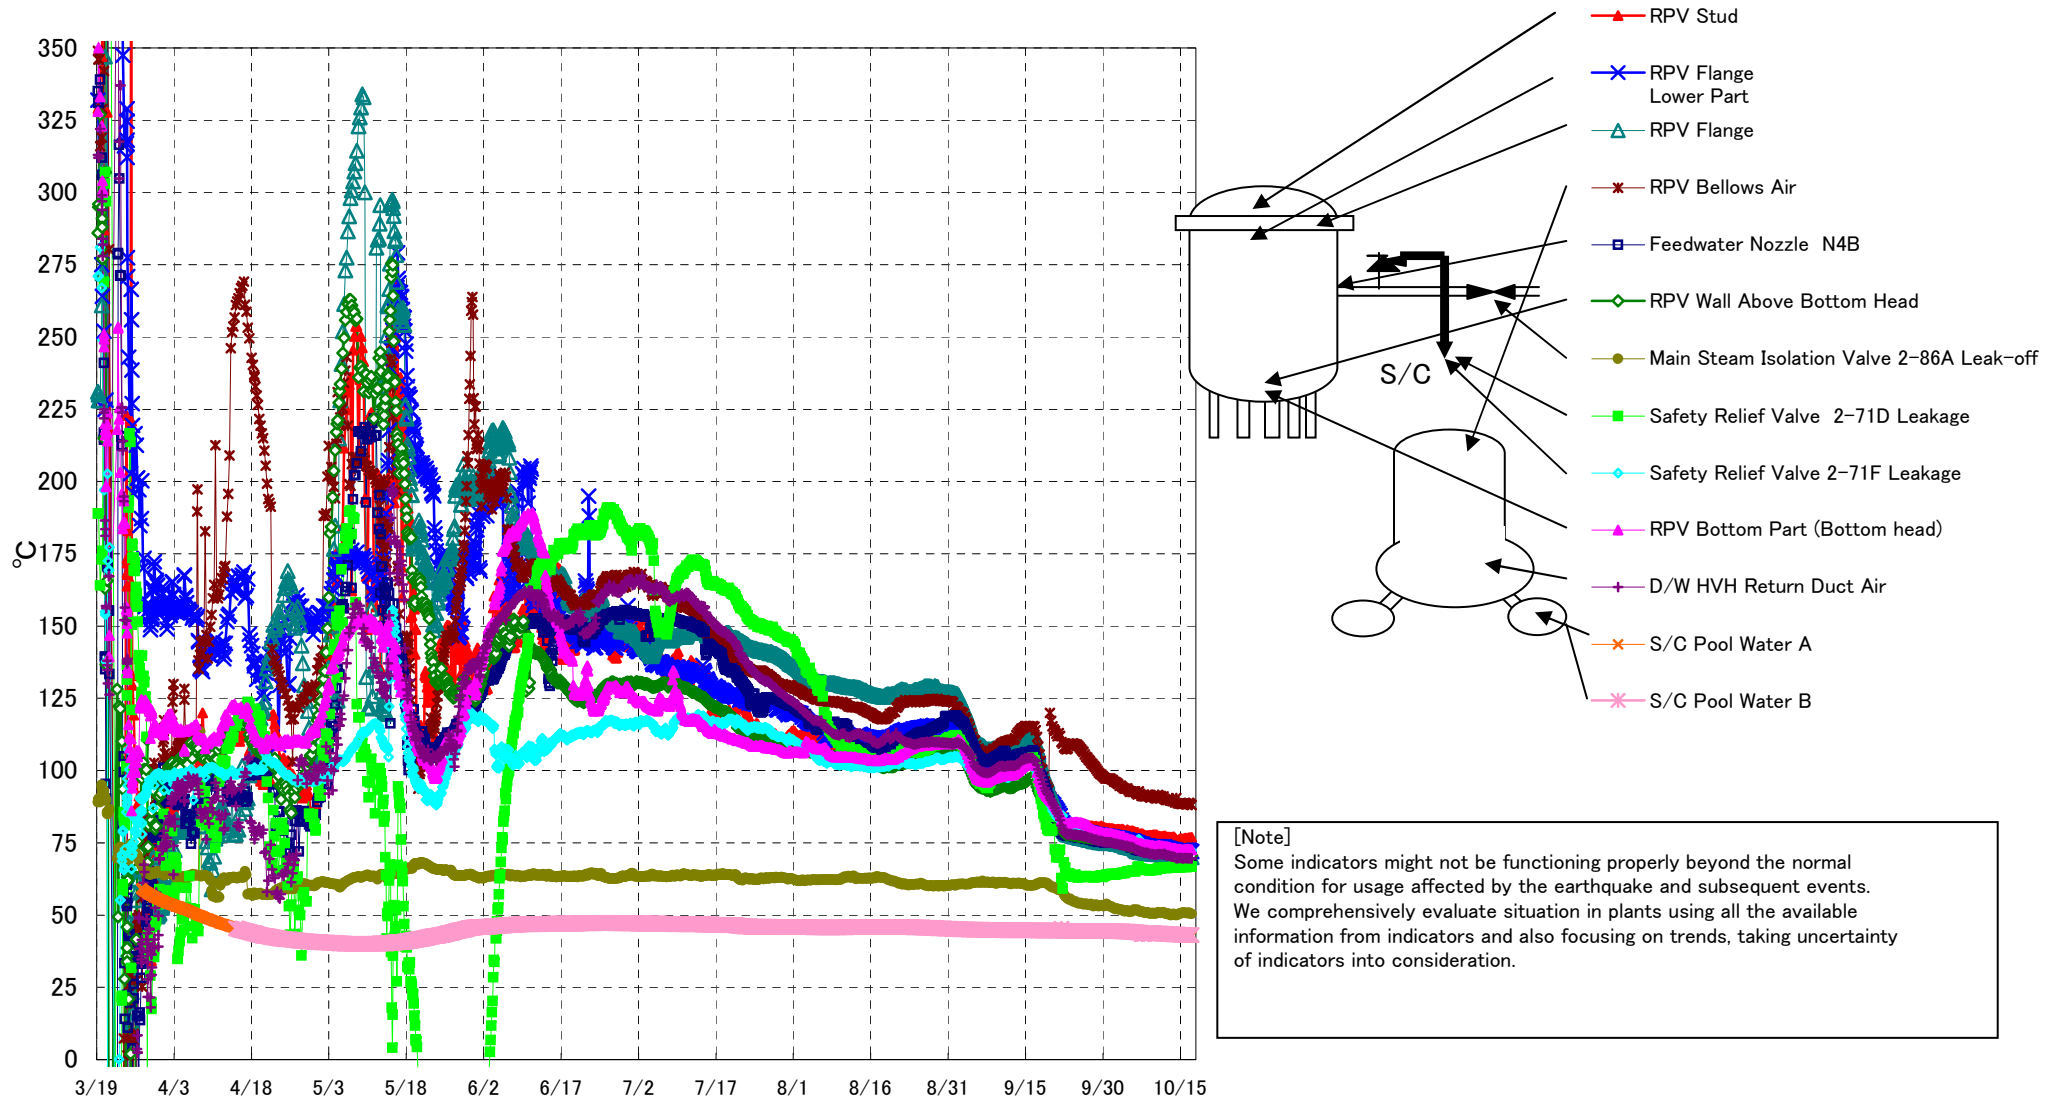 350
325
300
275
250
225
200
175
150
125
100
75
50
25
0
℃
3/19 4/3 4/18 5/3 5/18 6/2 6/17 7/2 7/17 8/1 8/16 8/31 9/15 9/30 10/15
RPV Stud
RPV Flange
Lower Part
RPV Flange
RPV Bellows Air
Feedwater Nozzle N4B
RPV Wall Above Bottom Head
Main Steam Isolation Valve 2-86A Leak-off
Safety Relief Valve 2-71D Leakage
Safety Relief Valve 2-71F Leakage
RPV Bottom Part (Bottom head)
D/W HVH Return Duct Air
S/C Pool Water A
S/C Pool Water B
S/C
[Note]
Some indicators might not be functioning properly beyond the normal
condition for usage affected by the earthquake and subsequent events.
We comprehensively evaluate situation in plants using all the available
information from indicators and also focusing on trends, taking uncertainty
of indicators into consideration.